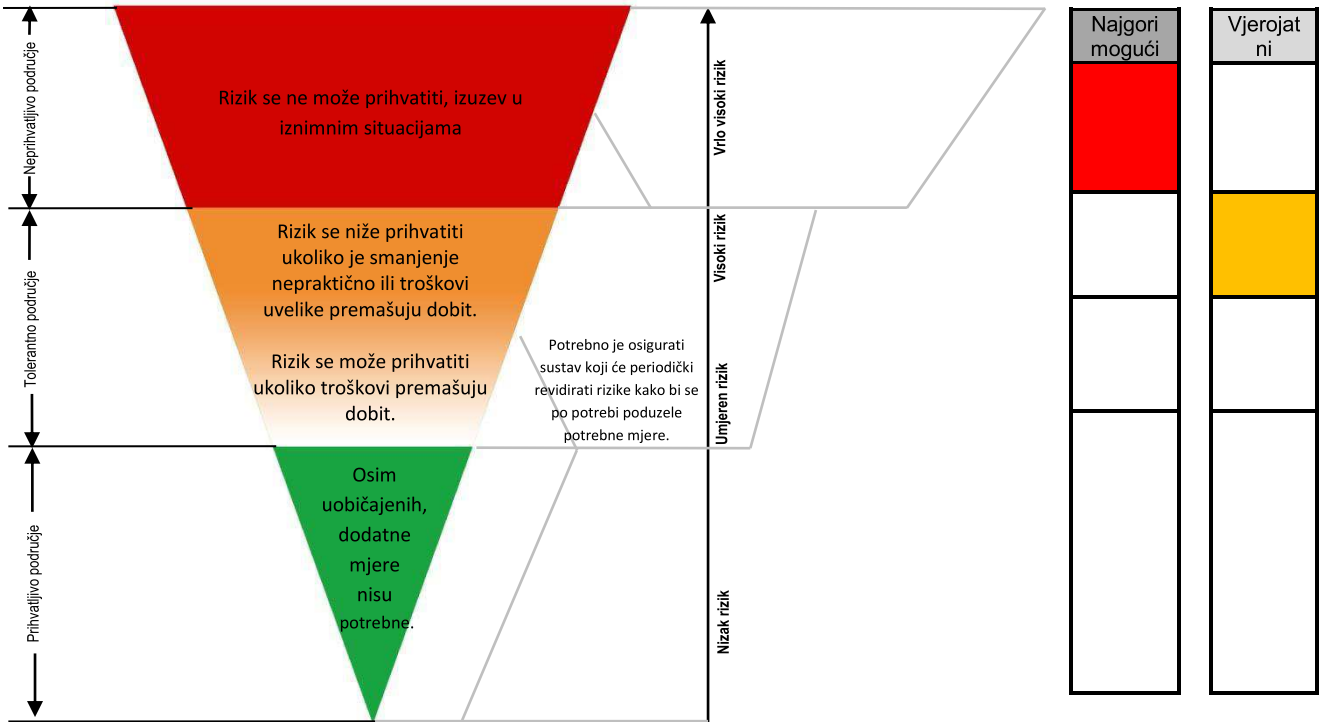 Neprihvatljivo područje
Tolerantno područje
Prihvatljivo područje
Rizik se ne može prihvatiti, izuzev u
iznimnim situacijama
Rizik se niže prihvatiti
ukoliko je smanjenje
nepraktično ili troškovi
uvelike premašuju dobit.
Rizik se može prihvatiti
ukoliko troškovi premašuju
dobit.
Osim
uobičajenih,
dodatne
mjere
nisu
potrebne.
Potrebno je osigurati
sustav koji će periodički
revidirati rizike kako bi se
po potrebi poduzele
potrebne mjere.
Vrlo visoki rizik
Visoki rizik
Umjeren rizik
Nizak rizik
Najgori
mogući
Vjerojat
ni